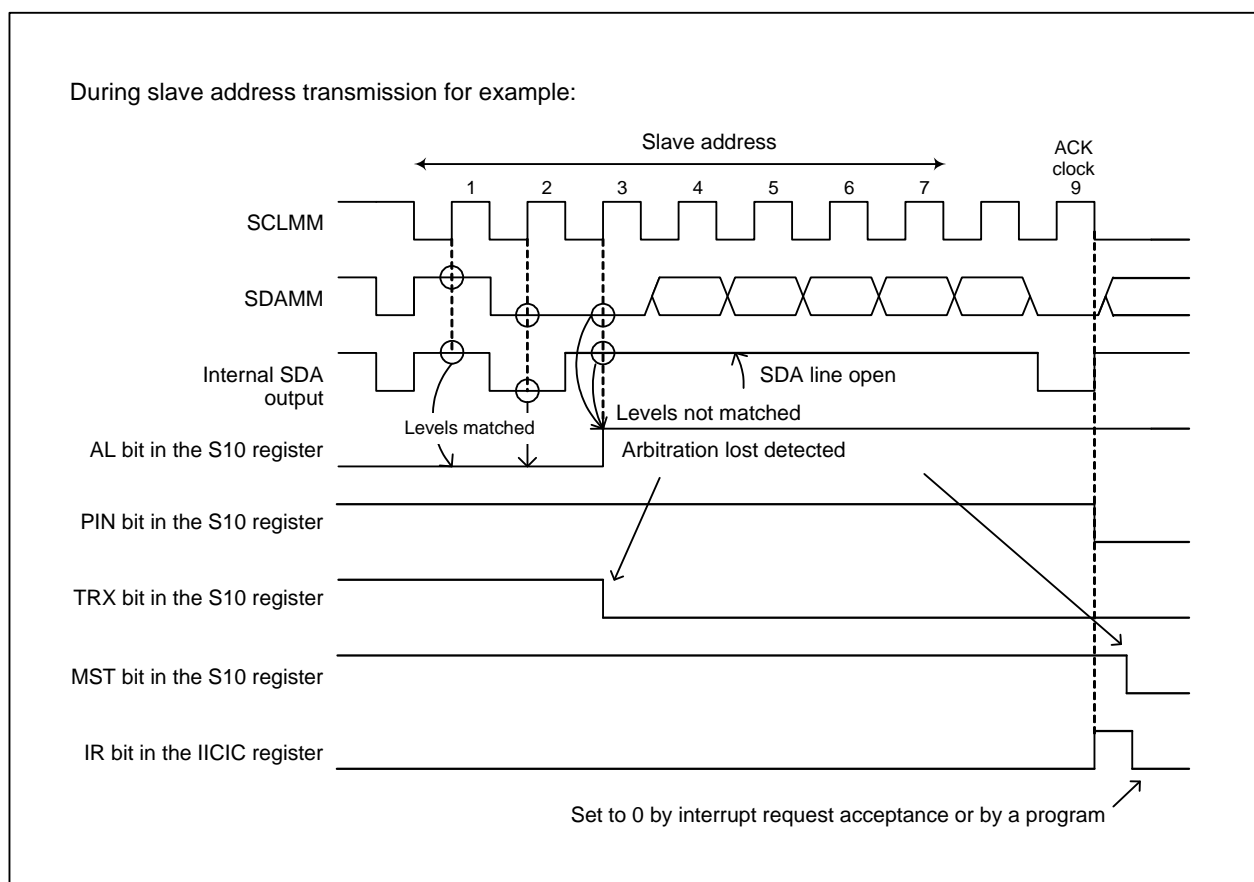 During slave address transmission for example:
Slave address
ACK
clock
1 2 3 4 5 6 7 9
SCLMM
SDAMM
Internal SDA
output
SDA line open
Levels matched
Levels not matched
AL bit in the S10 register
Arbitration lost detected
PIN bit in the S10 register
TRX bit in the S10 register
MST bit in the S10 register
IR bit in the IICIC register
Set to 0 by interrupt request acceptance or by a program